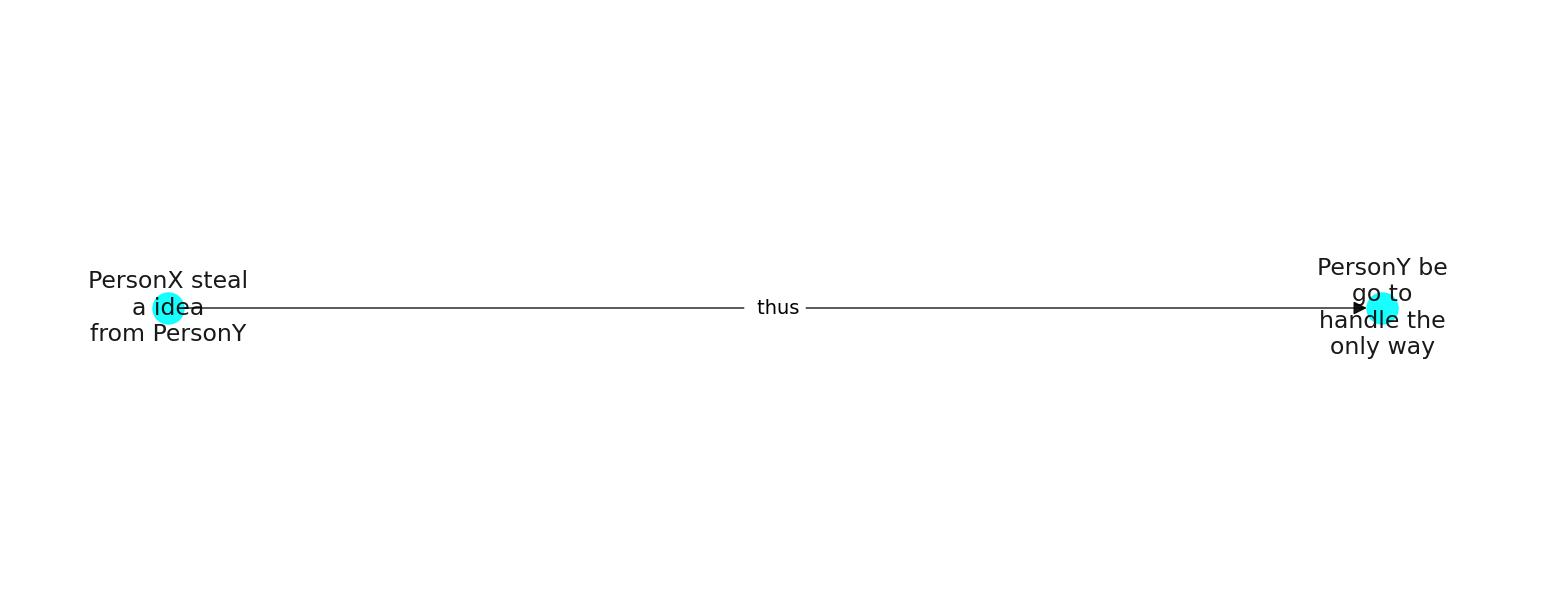 PersonX steal
a idea
from PersonY
thus
PersonY be
go to
handle the
only way